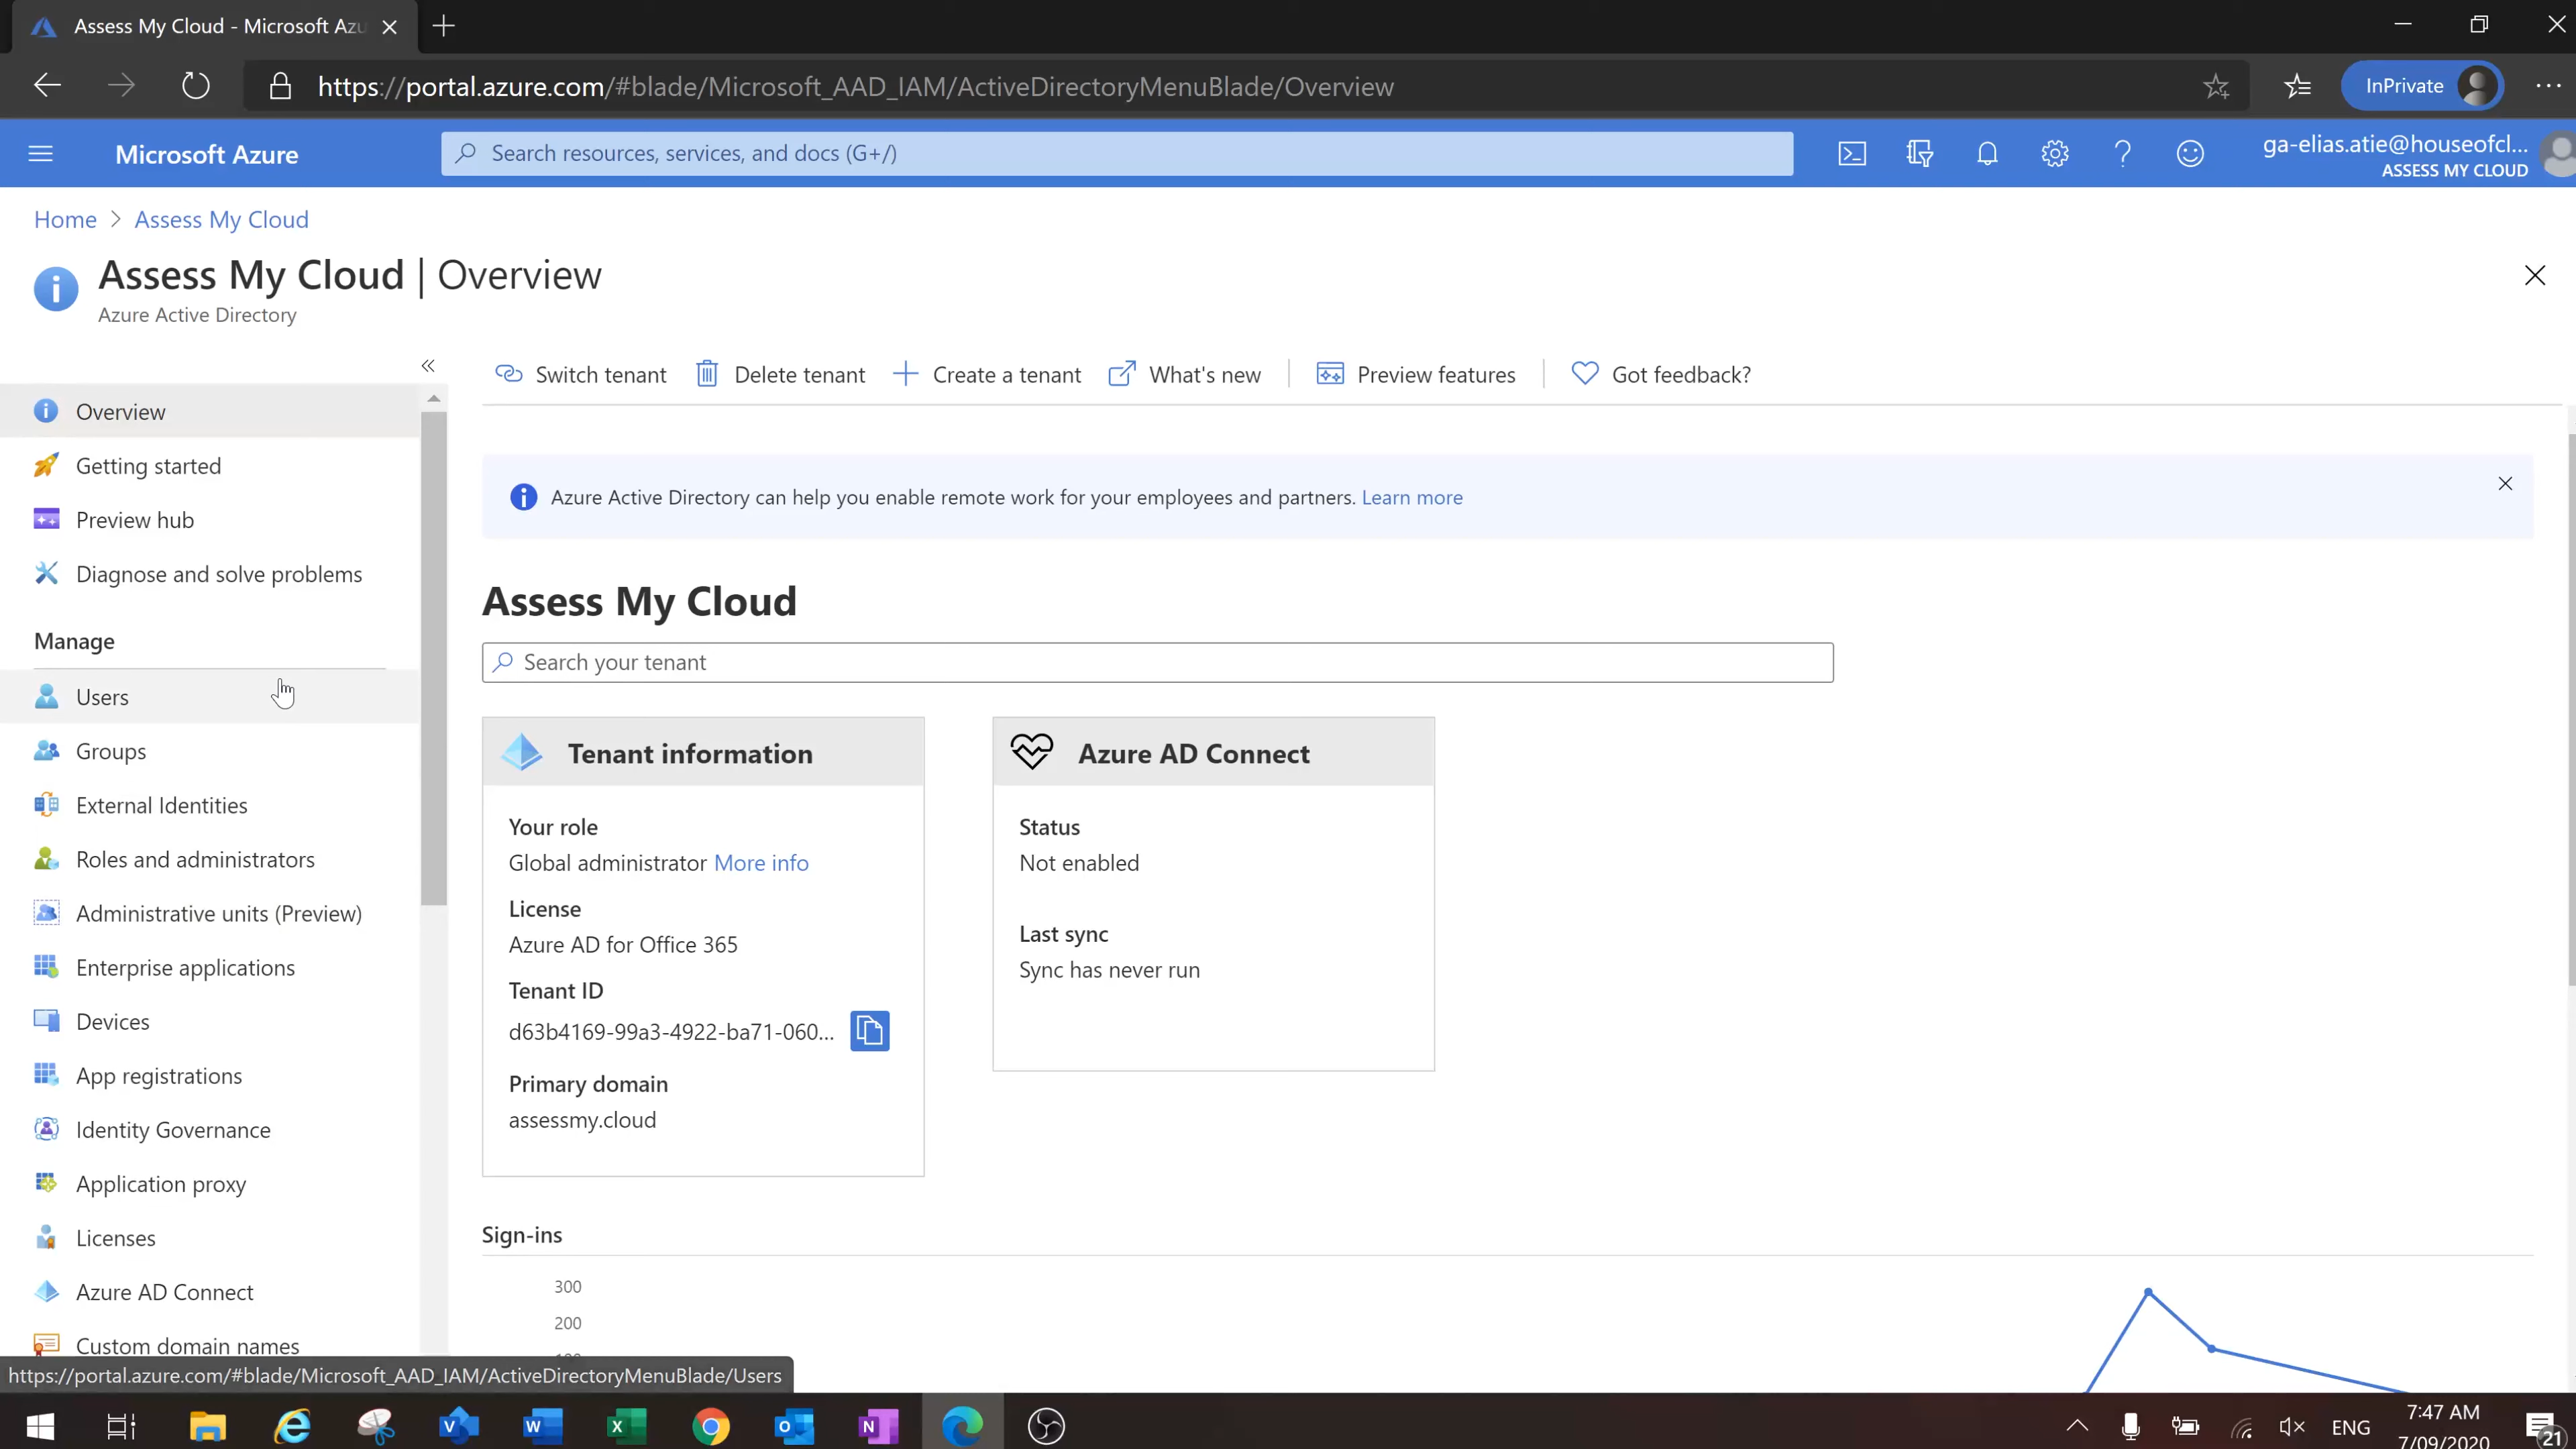 Assess My Cloud - Microsoft Azu
https://portal.azure.com/#blade/Microsoft_AAD_IAM/ActiveDirectoryMenuBlade/Overview
InPrivate
Microsoft Azure
Search resources, services, and docs (G+/)
ga-elias.atie@houseofcl...
ASSESS MY CLOUD
Home > Assess My Cloud
Assess My Cloud | Overview
Azure Active Directory
Switch tenant
Delete tenant
Create a tenant
What's new
Preview features
Got feedback?
Overview
Getting started
Preview hub
Diagnose and solve problems
Manage
Users
Groups
External Identities
Roles and administrators
Administrative units (Preview)
Enterprise applications
Devices
App registrations
Identity Governance
Application proxy
Licenses
Azure AD Connect
Custom domain names
Azure Active Directory can help you enable remote work for your employees and partners. Learn more
Assess My Cloud
Search your tenant
Tenant information
Your role
Global administrator More info
License
Azure AD for Office 365
Tenant ID
d63b4169-99a3-4922-ba71-060...
Primary domain
assessmy.cloud
Azure AD Connect
Status
Not enabled
Last sync
Sync has never run
Sign-ins
300
200
https://portal.azure.com/#blade/Microsoft_AAD_IAM/ActiveDirectoryMenuBlade/Users
ENG
7:47 AM
7/09/2020
21